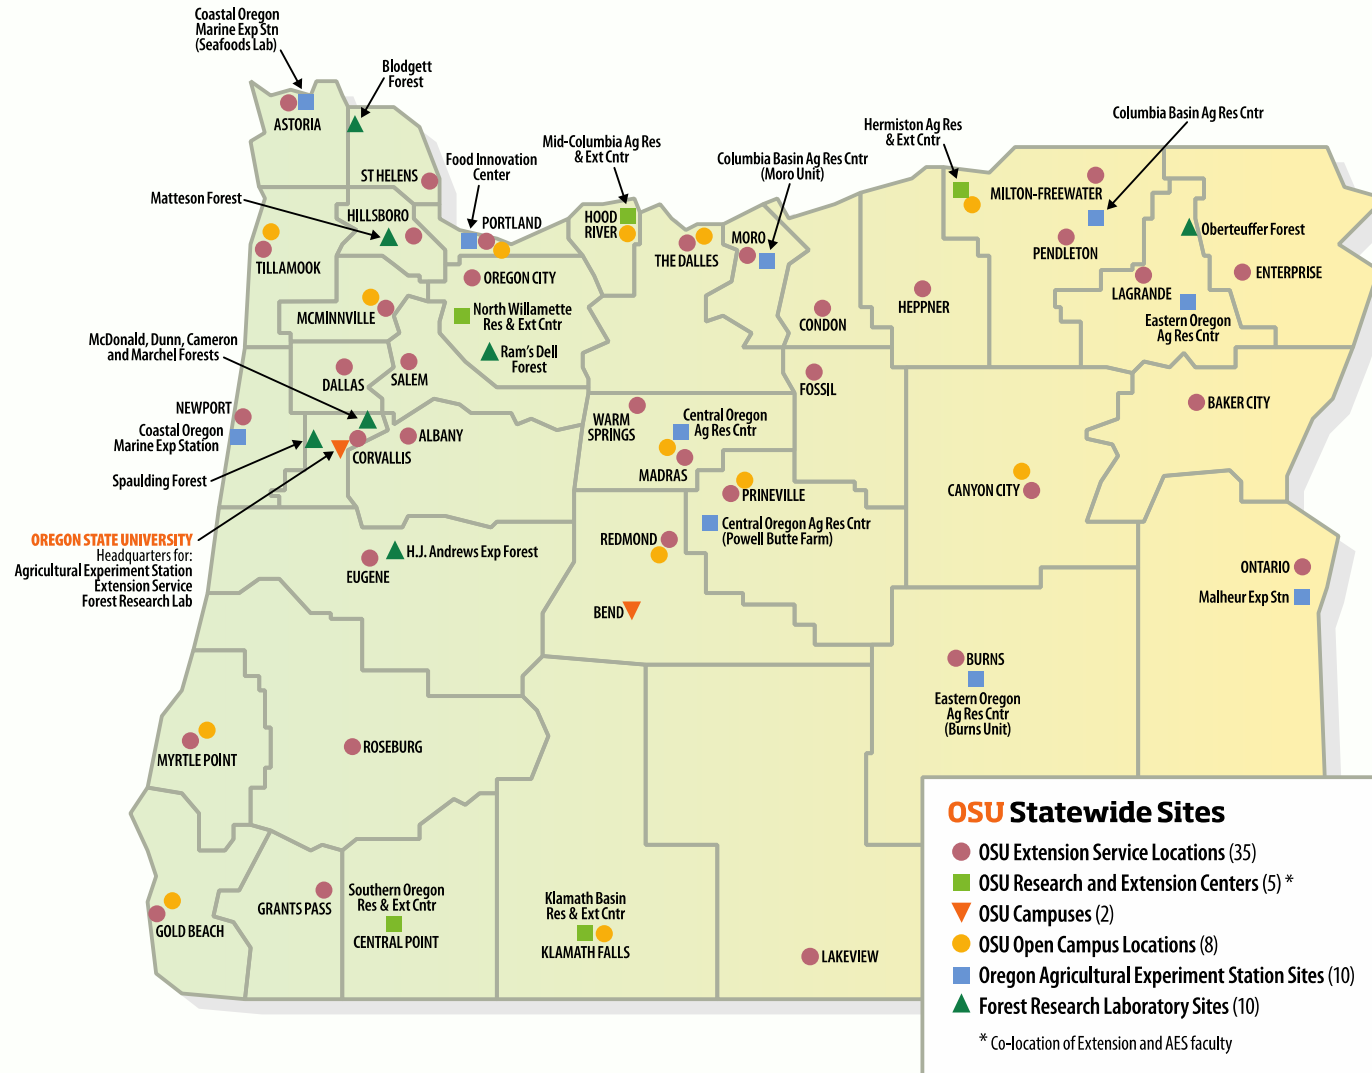 Coastal Oregon
Marine Exp Stn
(Seafoods Lab)
Blodgett
Forest
ASTORIA
ST HELENS
Matteson Forest
HILLSBORO
Food Innovation
Center
PORTLAND
Mid-Columbia Ag Res
& Ext Cntr
HOOD
RIVER
THE DALLES
Columbia Basin Ag Res Cntr
(Moro Unit)
MORO
Hermiston Ag Res
& Ext Cntr
Columbia Basin Ag Res Cntr
MILTON-FREEWATER
PENDLETON
Oberteuffer Forest
ENTERPRISE
LAGRANDE
Eastern Oregon
Ag Res Cntr
TILLAMOOK
OREGON CITY
MCMINNVILLE
North Willamette
Res & Ext Cntr
Ram's Dell
Forest
CONDON
HEPPNER
McDonald, Dunn, Cameron
and Marchel Forests
DALLAS
SALEM
FOSSIL
BAKER CITY
NEWPORT
Coastal Oregon
Marine Exp Station
ALBANY
CORVALLIS
Spaulding Forest
WARM
SPRINGS
Central Oregon
Ag Res Cntr
MADRAS
PRINEVILLE
Central Oregon Ag Res Cntr
(Powell Butte Farm)
CANYON CITY
OREGON STATE UNIVERSITY
Headquarters for:
Agricultural Experiment Station
Extension Service
Forest Research Lab
H.J. Andrews Exp Forest
EUGENE
REDMOND
BEND
ONTARIO
Malheur Exp Stn
BURNS
Eastern Oregon
Ag Res Cntr
(Burns Unit)
MYRTLE POINT
ROSEBURG
GOLD BEACH
GRANTS PASS
Southern Oregon
Res & Ext Cntr
CENTRAL POINT
Klamath Basin
Res & Ext Cntr
KLAMATH FALLS
LAKEVIEW
OSU Statewide Sites
OSU Extension Service Locations (35)
OSU Research and Extension Centers (5) *
OSU Campuses (2)
OSU Open Campus Locations (8)
Oregon Agricultural Experiment Station Sites (10)
Forest Research Laboratory Sites (10)
* Co-location of Extension and AES faculty